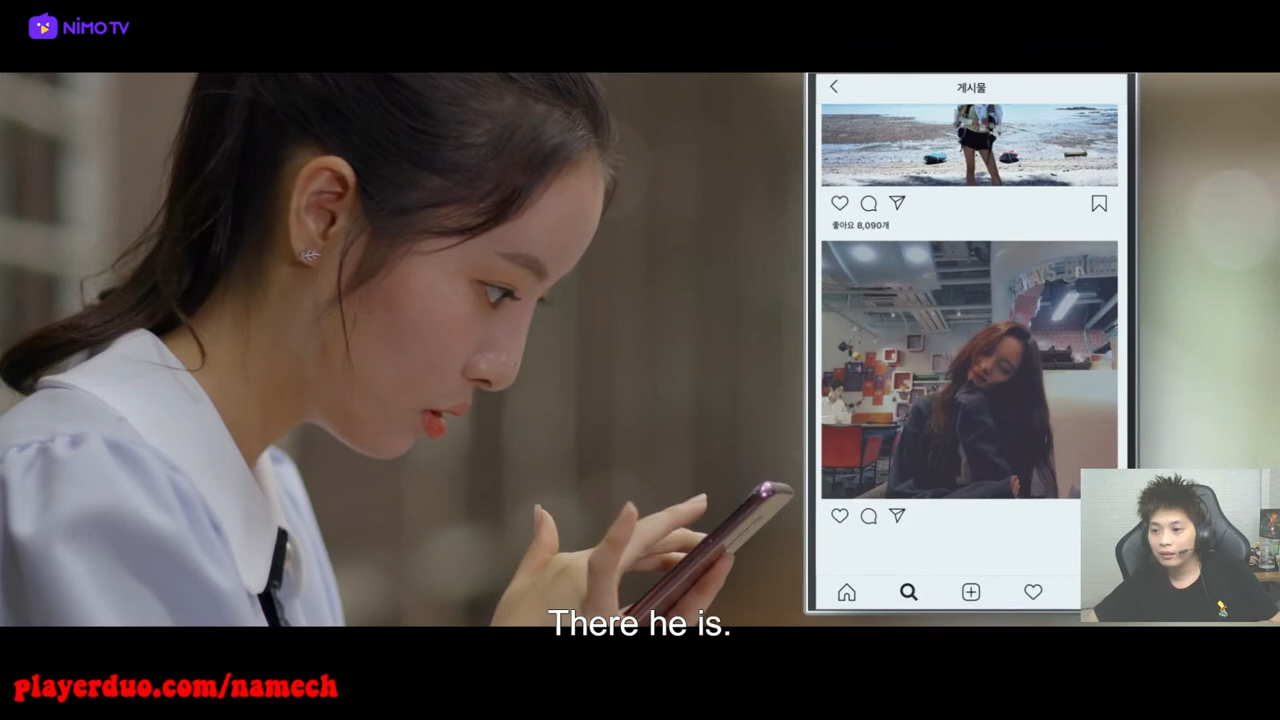 NIMO TV
게시물
좋아요 8,090개
There he is.
playerduo.com/namech